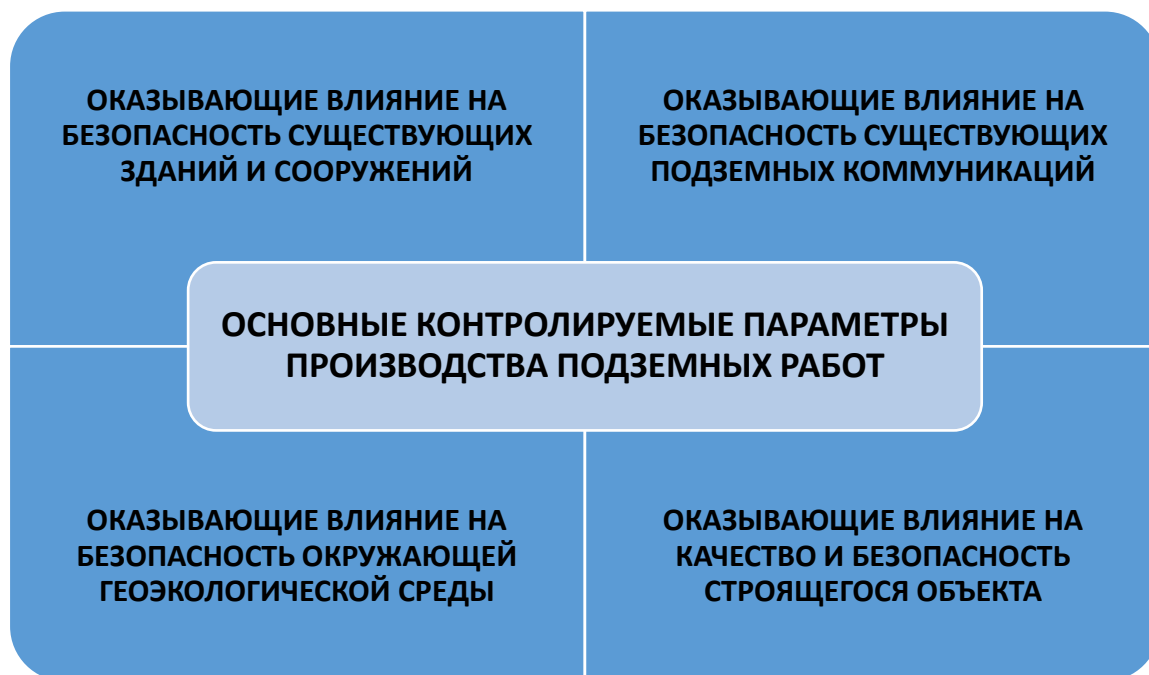 ОКАЗЫВАЮЩИЕ ВЛИЯНИЕ НА
БЕЗОПАСНОСТЬ СУЩЕСТВУЮЩИХ
ЗДАНИЙ И СООРУЖЕНИЙ
ОКАЗЫВАЮЩИЕ ВЛИЯНИЕ НА
БЕЗОПАСНОСТЬ СУЩЕСТВУЮЩИХ
ПОДЗЕМНЫХ КОММУНИКАЦИЙ
ОСНОВНЫЕ КОНТРОЛИРУЕМЫЕ ПАРАМЕТРЫ
ПРОИЗВОДСТВА ПОДЗЕМНЫХ РАБОТ
ОКАЗЫВАЮЩИЕ ВЛИЯНИЕ НА
БЕЗОПАСНОСТЬ ОКРУЖАЮЩЕЙ
ГЕОЭКОЛОГИЧЕСКОЙ СРЕДЫ
ОКАЗЫВАЮЩИЕ ВЛИЯНИЕ НА
КАЧЕСТВО И БЕЗОПАСНОСТЬ
СТРОЯЩЕГОСЯ ОБЪЕКТА